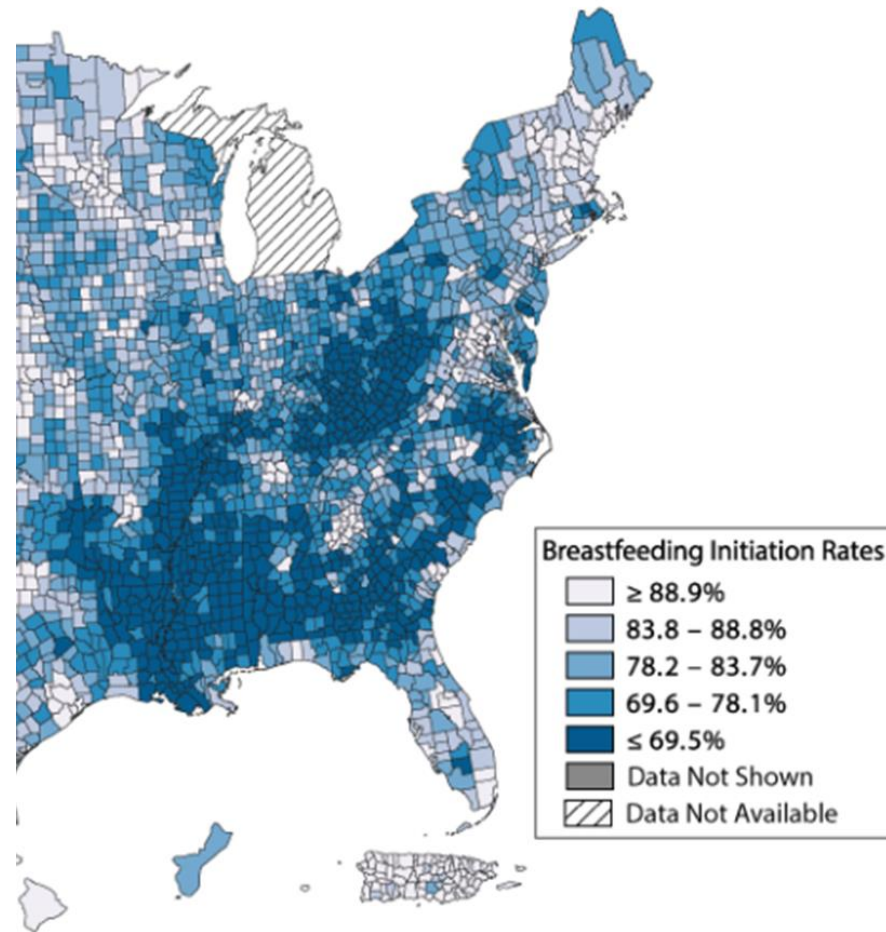 Breastfeeding Initiation Rates
≥ 88.9%
83.8 – 88.8%
78.2 – 83.7%
69.6 – 78.1%
≤ 69.5%
Data Not Shown
Data Not Available